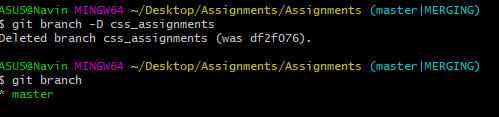 ASUS@Navin MINGW64 ~/Desktop/Assignments/Assignments (master|MERGING)
$ git branch -D css_assignments
Deleted branch css_assignments (was df2f076).
ASUS@Navin MINGW64 ~/Desktop/Assignments/Assignments (master|MERGING)
$ git branch
* master